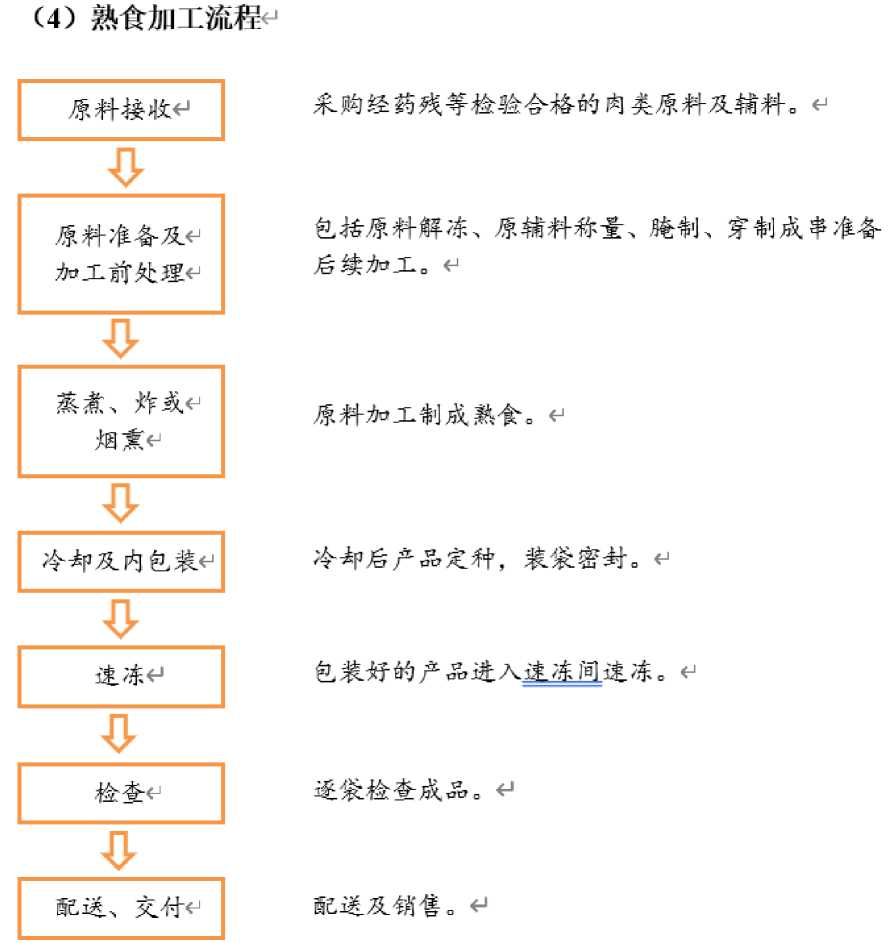 （4）熟食加工流程
原料接收
采购经药残等检验合格的肉类原料及辅料。
原料准备及
加工前处理
包括原料解冻、原辅料称量、腌制、穿制成串准备
后续加工。
蒸煮、炸或
烟熏
原料加工制成熟食。
冷却及内包装
冷却后产品定种，装袋密封。
速冻
包装好的产品进入速冻间速冻。
检查
逐袋检查成品。
配送、交付
配送及销售。